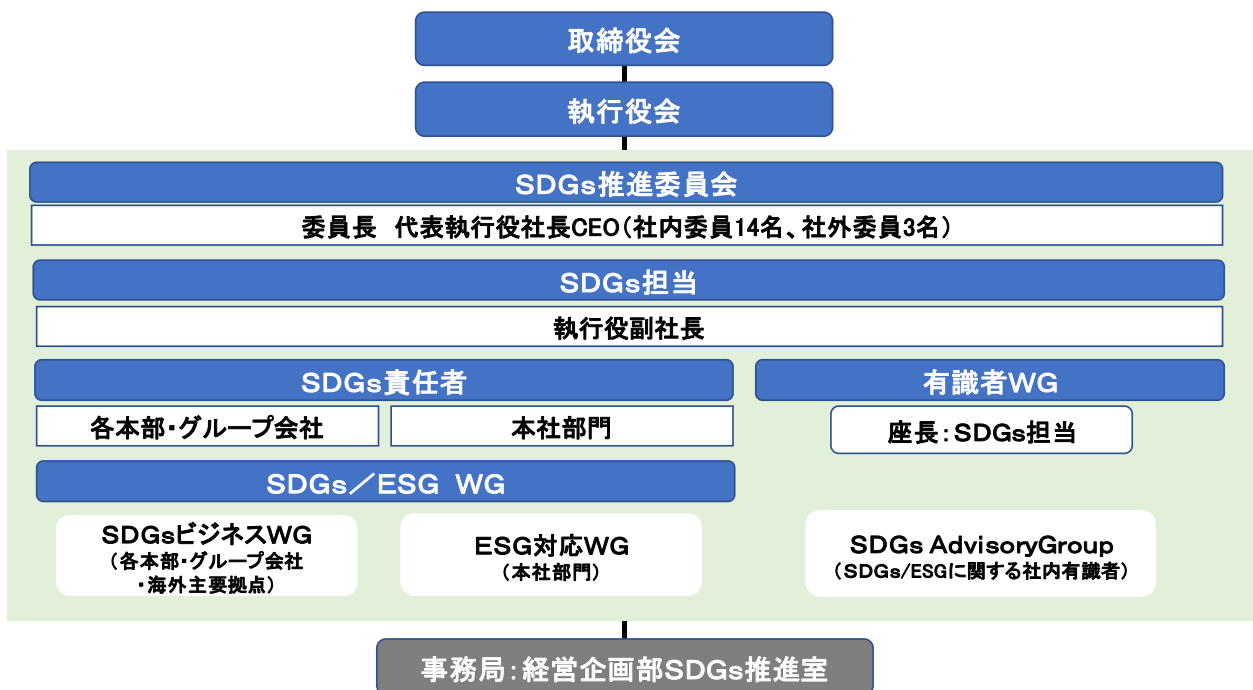 取締役会
執行役会
SDGs推進委員会
委員長　代表執行役社長CEO（社内委員14名、社外委員3名）
SDGs担当
執行役副社長
SDGs責任者
有識者WG
各本部・グループ会社
本社部門
座長：SDGs担当
SDGs／ESG WG
SDGsビジネスWG
（各本部・グループ会社
・海外主要拠点）
ESG対応WG
（本社部門）
SDGs AdvisoryGroup
（SDGs/ESGに関する社内有識者）
事務局：経営企画部SDGs推進室